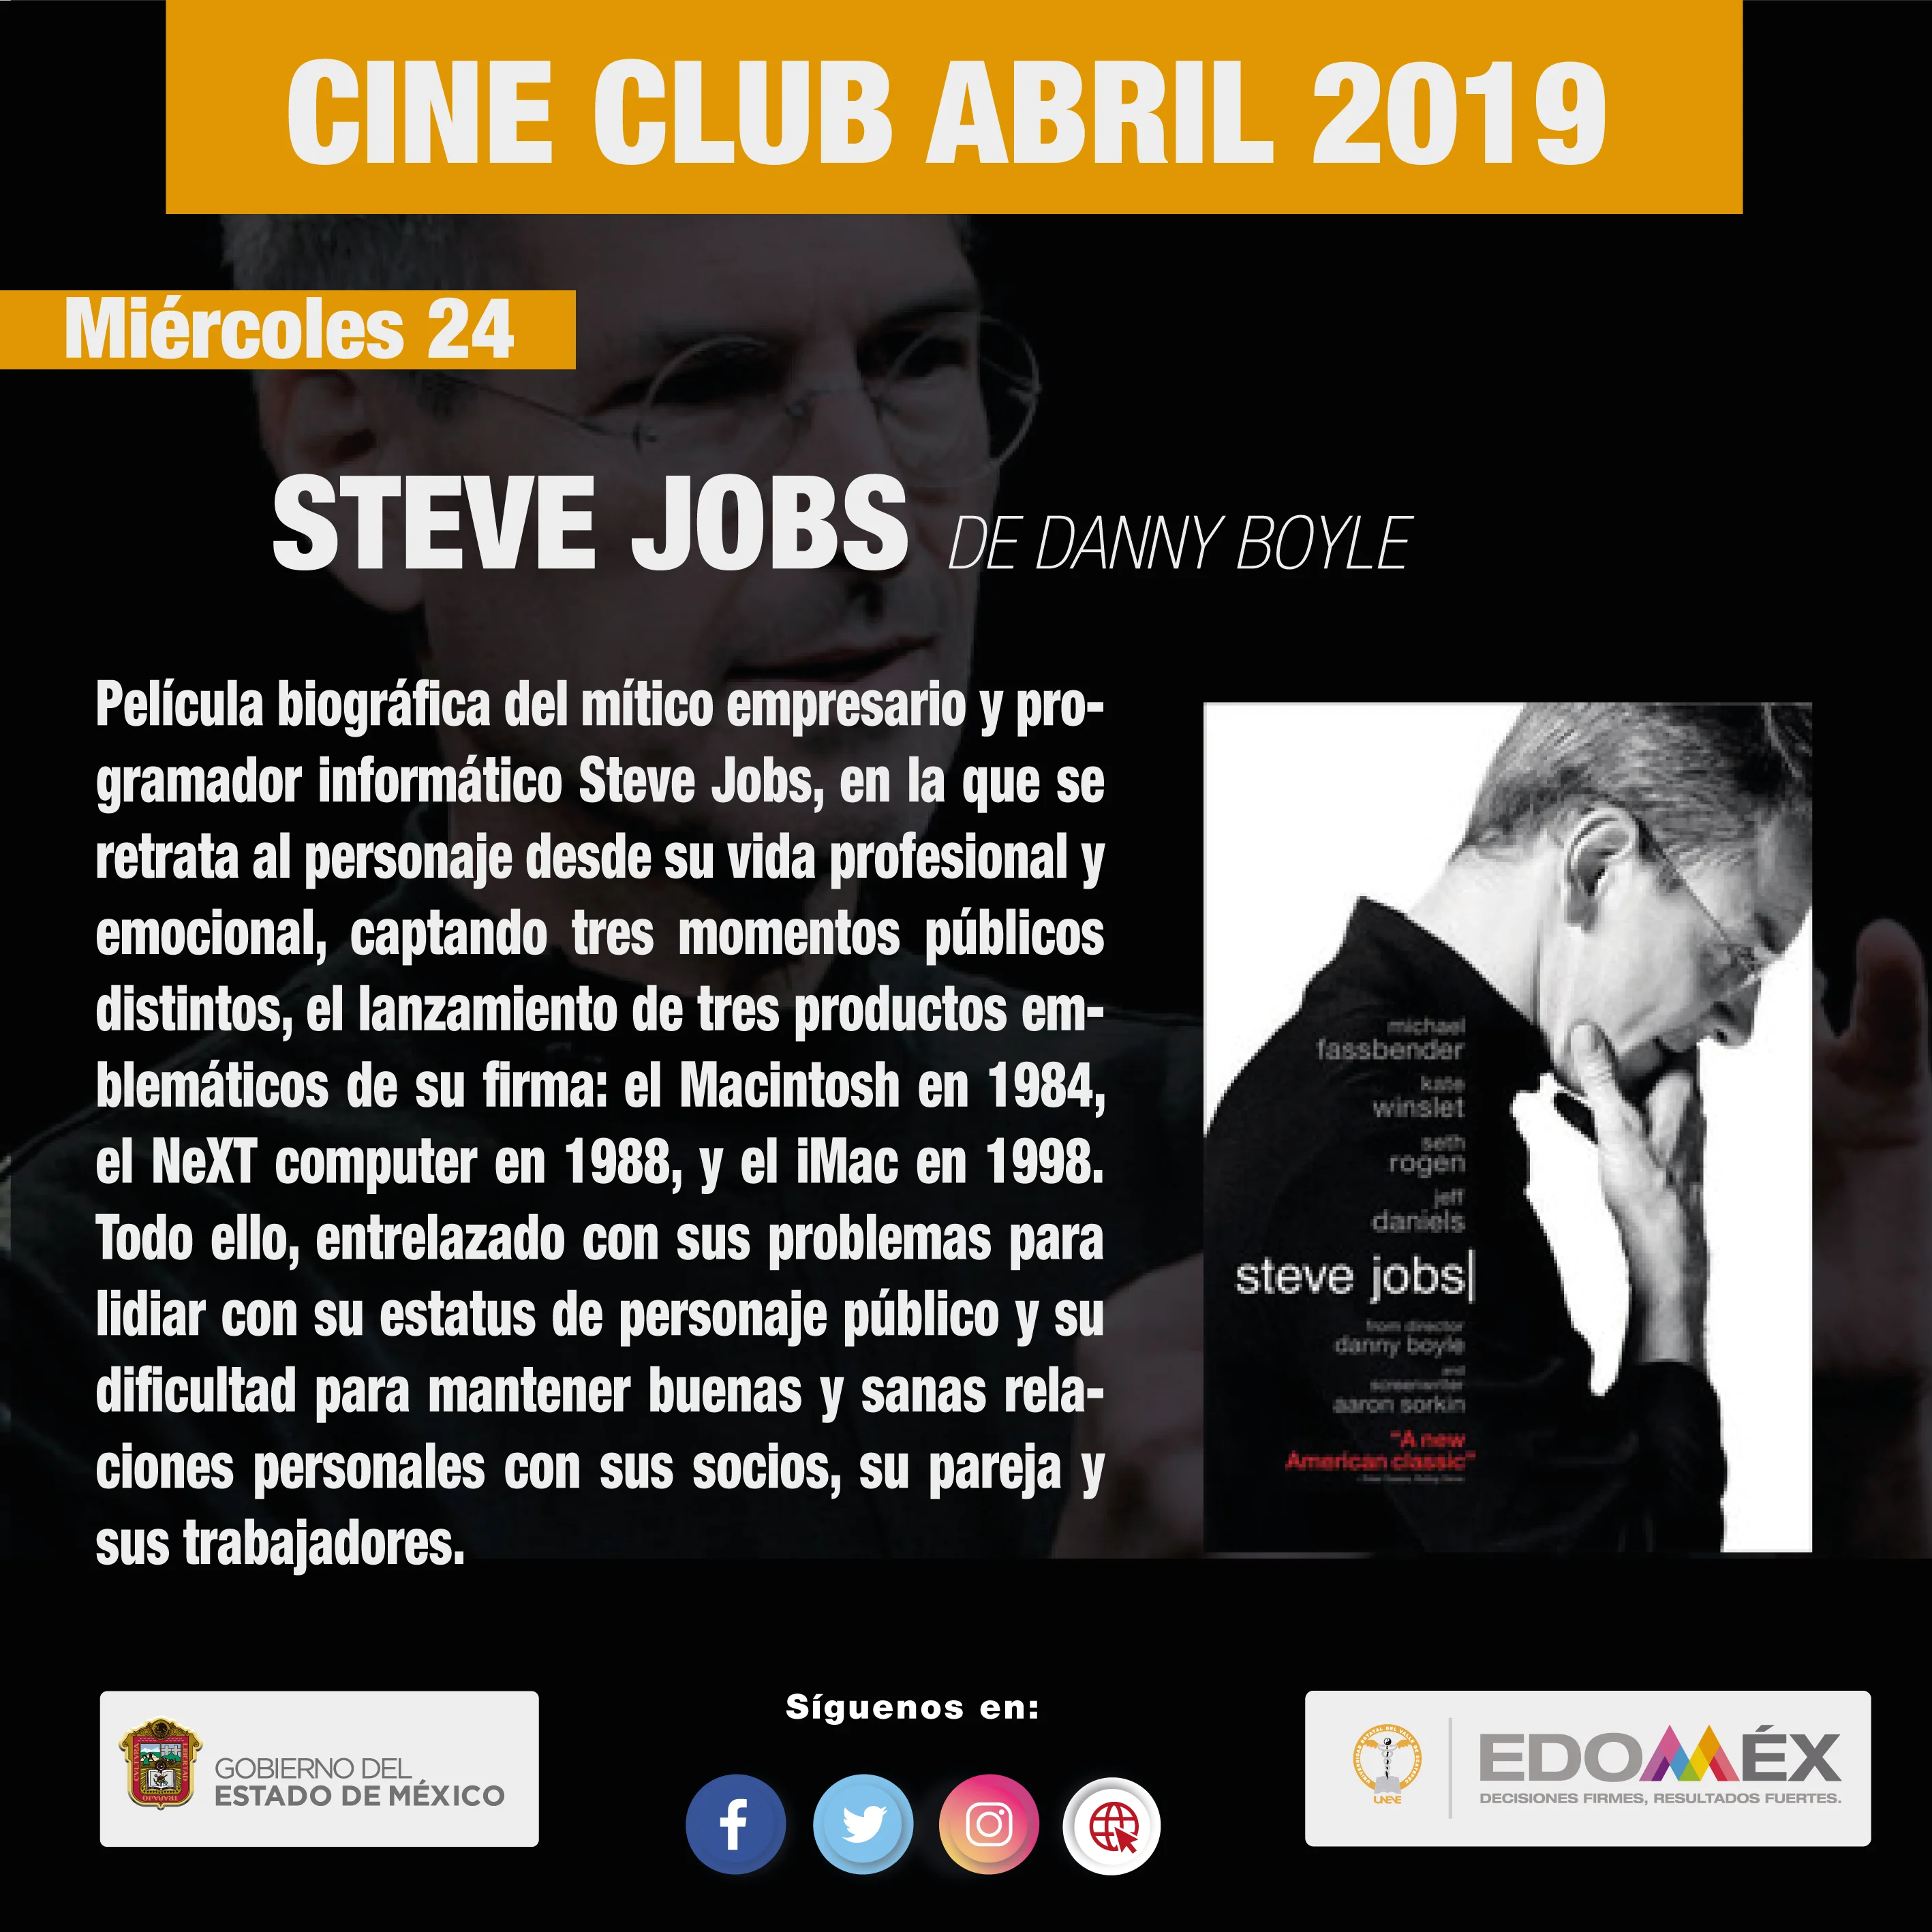 CINE CLUB ABRIL 2019
Miércoles 24
STEVE JOBS DE DANNY BOYLE
Película biográfica del mítico empresario y pro-
gramador informático Steve Jobs, en la que se
retrata al personaje desde su vida profesional y
emocional, captando tres momentos públicos
distintos, el lanzamiento de tres productos em-
blemáticos de su firma: el Macintosh en 1984,
el NeXT computer en 1988, y el iMac en 1998.
Todo ello, entrelazado con sus problemas para
lidiar con su estatus de personaje público y su
dificultad para mantener buenas y sanas rela-
ciones personales con sus socios, su pareja y
sus trabajadores.
michael
fassbender
kate
winslet
seth
rogen
jeff
daniels
steve jobs|
from director
danny boyle
and
screenwriter
aaron sorkin
"A new
American classic"
GOBIERNO DEL
ESTADO DE MÉXICO
Síguenos en:
EDOMÉX
DECISIONES FIRMES, RESULTADOS FUERTES.